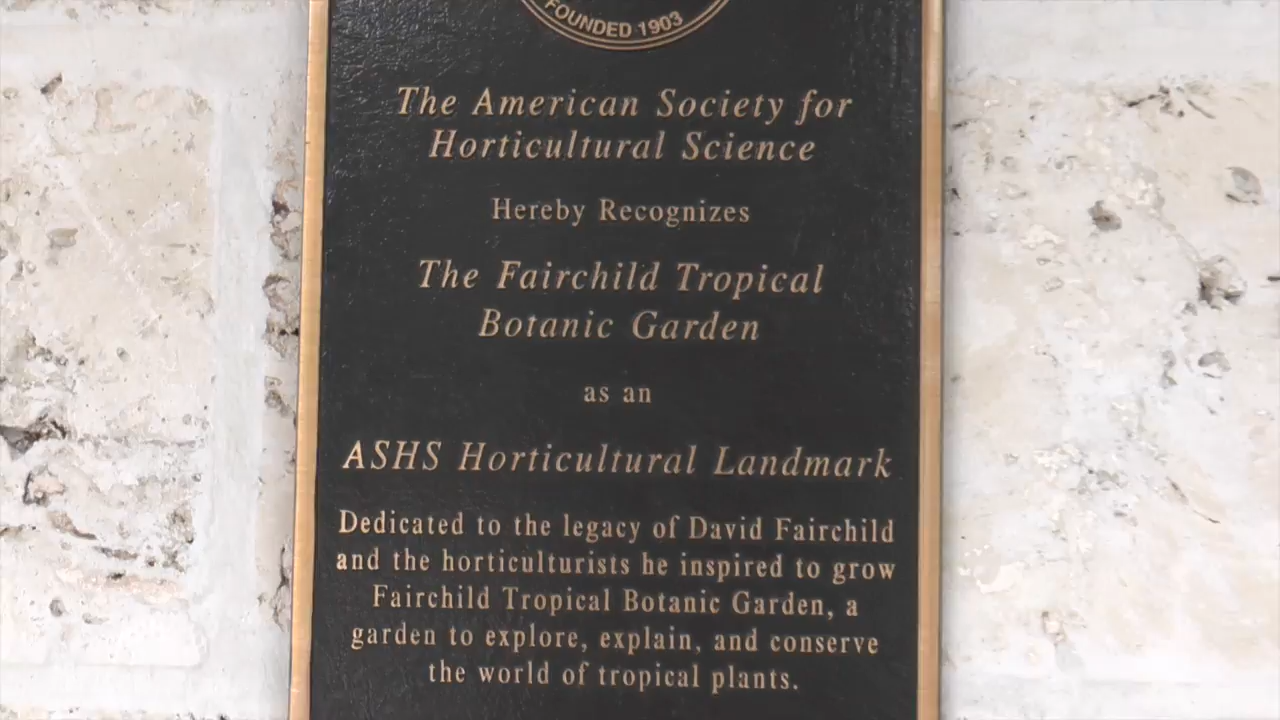 FOUNDED 1903
The American Society for
Horticultural Science
Hereby Recognizes
The Fairchild Tropical
Botanic Garden
as an
ASHS Horticultural Landmark
Dedicated to the legacy of David Fairchild
and the horticulturists he inspired to grow
Fairchild Tropical Botanic Garden, a
garden to explore, explain, and conserve
the world of tropical plants.